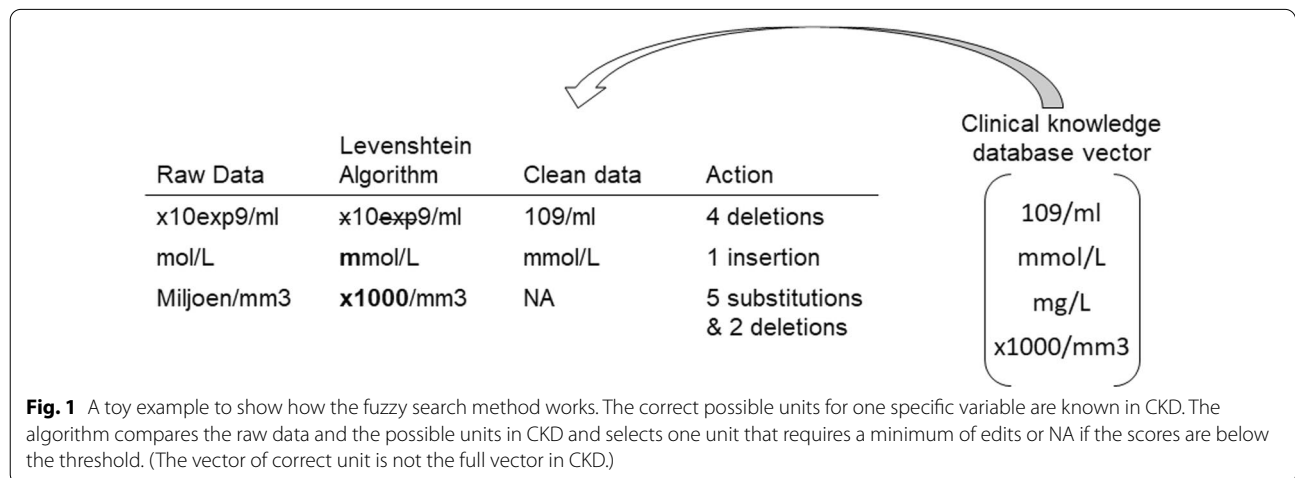 Raw Data Levenshtein Algorithm Clean data Action
x10exp9/ml x10exp9/ml 109/ml 4 deletions
mol/L mmol/L mmol/L 1 insertion
Miljoen/mm3 x1000/mm3 NA 5 substitutions
& 2 deletions
Clinical knowledge
database vector
109/ml
mmol/L
mg/L
x1000/mm3
Fig. 1 A toy example to show how the fuzzy search method works. The correct possible units for one specific variable are known in CKD. The
algorithm compares the raw data and the possible units in CKD and selects one unit that requires a minimum of edits or NA if the scores are below
the threshold. (The vector of correct unit is not the full vector in CKD.)